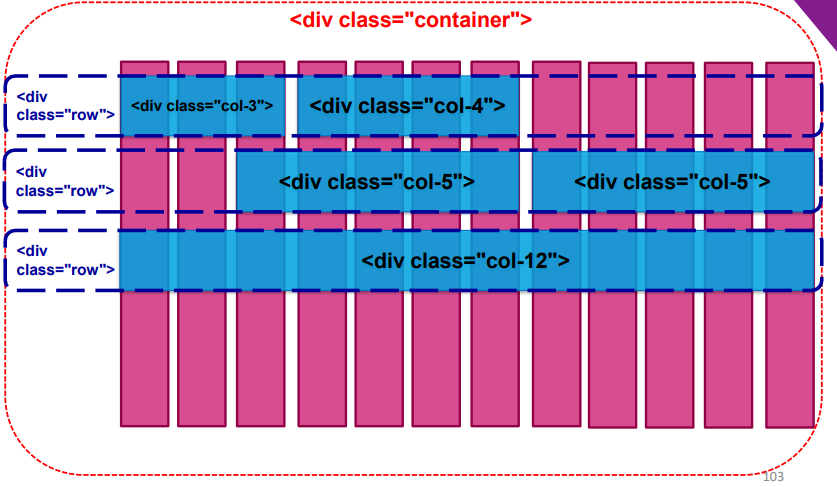 <div class="container">
<div
class="row">
<div class="col-3">
<div class="col-4">
<div
class="row">
<div class="col-5">
<div class="col-5">
<div
class="row">
<div class="col-12">
103